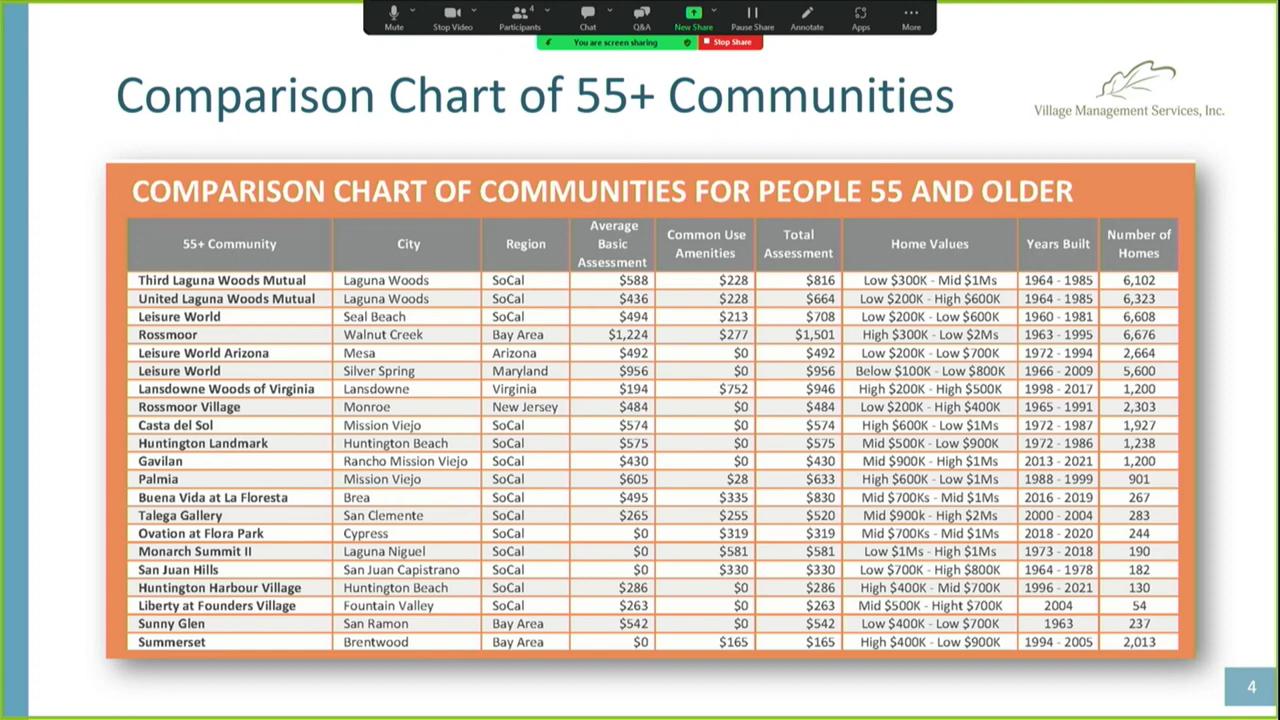 4
Mute Stop Video Participants Chat Q&A New Share Pause Share Annotate Apps More
You are screen sharing Stop Share
Comparison Chart of 55+ Communities
Village Management Services, Inc.
COMPARISON CHART OF COMMUNITIES FOR PEOPLE 55 AND OLDER
55+ Community City Region Average Basic Assessment Common Use Amenities Total Assessment Home Values Years Built Number of Homes
Third Laguna Woods Mutual Laguna Woods SoCal $588 $228 $816 Low $300K - Mid $1Ms 1964 - 1985 6,102
United Laguna Woods Mutual Laguna Woods SoCal $436 $228 $664 Low $200K - High $600K 1964 - 1985 6,323
Leisure World Seal Beach SoCal $494 $213 $708 Low $200K - Low $600K 1960 - 1981 6,608
Rossmoor Walnut Creek Bay Area $1,224 $277 $1,501 High $300K - Low $2Ms 1963 - 1995 6,676
Leisure World Arizona Mesa Arizona $492 $0 $492 Low $200K - Low $700K 1972 - 1994 2,664
Leisure World Silver Spring Maryland $956 $0 $956 Below $100K - Low $800K 1966 - 2009 5,600
Lansdowne Woods of Virginia Lansdowne Virginia $194 $752 $946 High $200K - High $500K 1998 - 2017 1,200
Rossmoor Village Monroe New Jersey $484 $0 $484 Low $200K - High $400K 1965 - 1991 2,303
Casta del Sol Mission Viejo SoCal $574 $0 $574 High $600K - Low $1Ms 1972 - 1987 1,927
Huntington Landmark Huntington Beach SoCal $575 $0 $575 Mid $500K - Low $900K 1972 - 1986 1,238
Gavilan Rancho Mission Viejo SoCal $430 $0 $430 Mid $900K - High $1Ms 2013 - 2021 1,200
Palmia Mission Viejo SoCal $605 $28 $633 High $600K - Low $1Ms 1988 - 1999 901
Buena Vida at La Floresta Brea SoCal $495 $335 $830 Mid $700Ks - Mid $1Ms 2016 - 2019 267
Talega Gallery San Clemente SoCal $265 $255 $520 Mid $900k - High $2Ms 2000 - 2004 283
Ovation at Flora Park Cypress SoCal $0 $319 $319 Mid $700Ks - Mid $1Ms 2018 - 2020 244
Monarch Summit II Laguna Niguel SoCal $0 $581 $581 Low $1Ms - High $1Ms 1973 - 2018 190
San Juan Hills San Juan Capistrano SoCal $0 $330 $330 Low $700K - High $800K 1964 - 1978 182
Huntington Harbour Village Huntington Beach SoCal $286 $0 $286 High $400K - Mid $700K 1996 - 2021 130
Liberty at Founders Village Fountain Valley SoCal $263 $0 $263 Mid $500K - Hight $700K 2004 54
Sunny Glen San Ramon Bay Area $542 $0 $542 Low $400K - Low $700K 1963 237
Summerset Brentwood Bay Area $0 $165 $165 High $400K - Low $900K 1994 - 2005 2,013
4